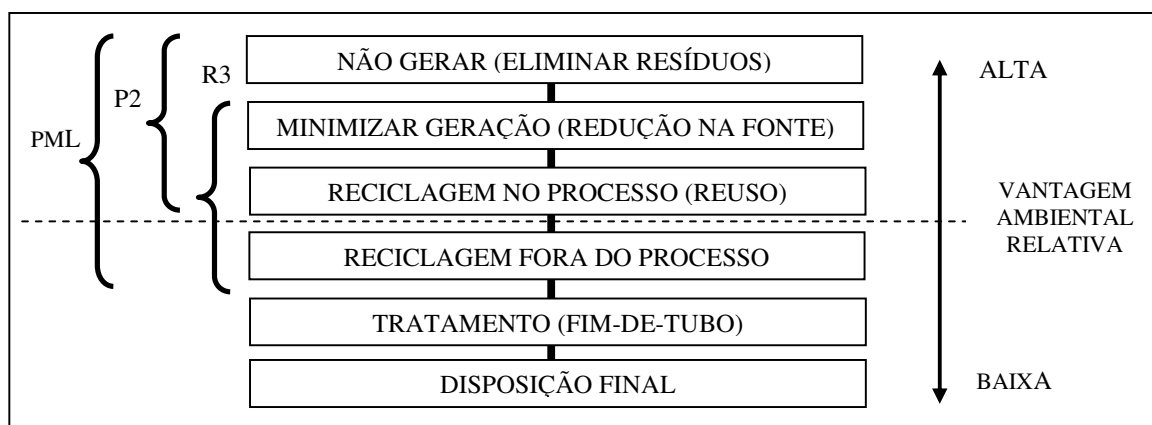 NÃO GERAR (ELIMINAR RESÍDUOS)
ALTA
R3
P2
MINIMIZAR GERAÇÃO (REDUÇÃO NA FONTE)
PML
RECICLAGEM NO PROCESSO (REUSO)
VANTAGEM
AMBIENTAL
RELATIVA
RECICLAGEM FORA DO PROCESSO
TRATAMENTO (FIM-DE-TUBO)
DISPOSIÇÃO FINAL
BAIXA